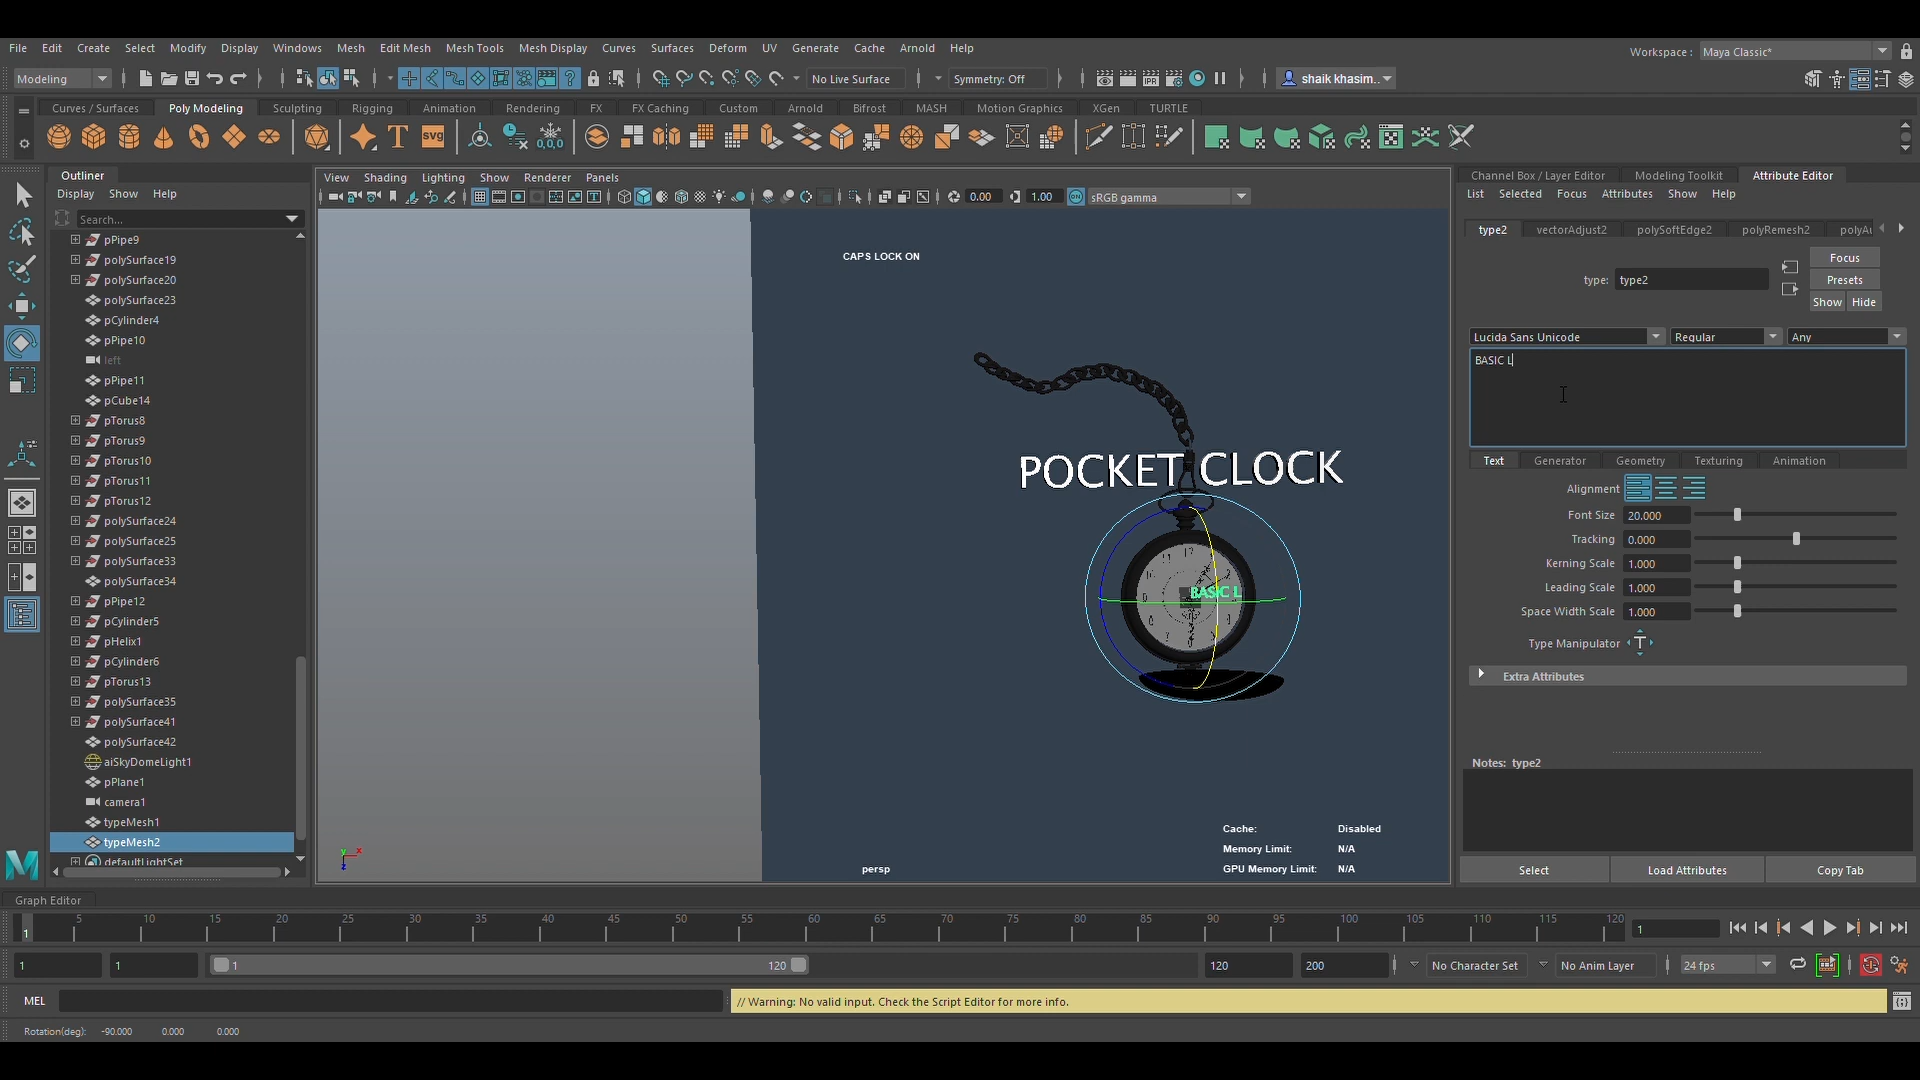 File Edit Create Select Modify Display Windows Mesh Edit Mesh Mesh Tools Mesh Display Curves Surfaces Deform UV Generate Cache Arnold Help
Workspace : Maya Classic*
Modeling No Live Surface Symmetry: Off shaik khasim..
Curves / Surfaces Poly Modeling Sculpting Rigging Animation Rendering FX FX Caching Custom Arnold Bifrost MASH Motion Graphics XGen TURTLE
T SVG 0,0,0
Outliner
Display Show Help
Search...
pPipe9
polySurface19
polySurface20
polySurface23
pCylinder4
pPipe10
left
pPipe11
pCube14
pTorus8
pTorus9
pTorus10
pTorus11
pTorus12
polySurface24
polySurface25
polySurface33
polySurface34
pPipe12
pCylinder5
pHelix1
pCylinder6
pTorus13
polySurface35
polySurface41
polySurface42
aiSkyDomeLight1
pPlane1
camera1
typeMesh1
typeMesh2
defaultLightSet
View Shading Lighting Show Renderer Panels
0.00 1.00 sRGB gamma
CAPS LOCK ON
POCKET CLOCK
BASIC L
Cache: Disabled
Memory Limit: N/A
GPU Memory Limit: N/A
persp
Channel Box / Layer Editor Modeling Toolkit Attribute Editor
List Selected Focus Attributes Show Help
type2 vectorAdjust2 polySoftEdge2 polyRemesh2 polyAu
type: type2
Focus
Presets
Show Hide
Lucida Sans Unicode Regular Any
BASIC L
Text Generator Geometry Texturing Animation
Alignment
Font Size 20.000
Tracking 0.000
Kerning Scale 1.000
Leading Scale 1.000
Space Width Scale 1.000
Type Manipulator
Extra Attributes
Notes: type2
Select Load Attributes Copy Tab
Graph Editor
1 5 10 15 20 25 30 35 40 45 50 55 60 65 70 75 80 85 90 95 100 105 110 115 120 1
1 1 1 120 120 200 No Character Set No Anim Layer 24 fps
MEL // Warning: No valid input. Check the Script Editor for more info.
Rotation(deg): -90.000 0.000 0.000